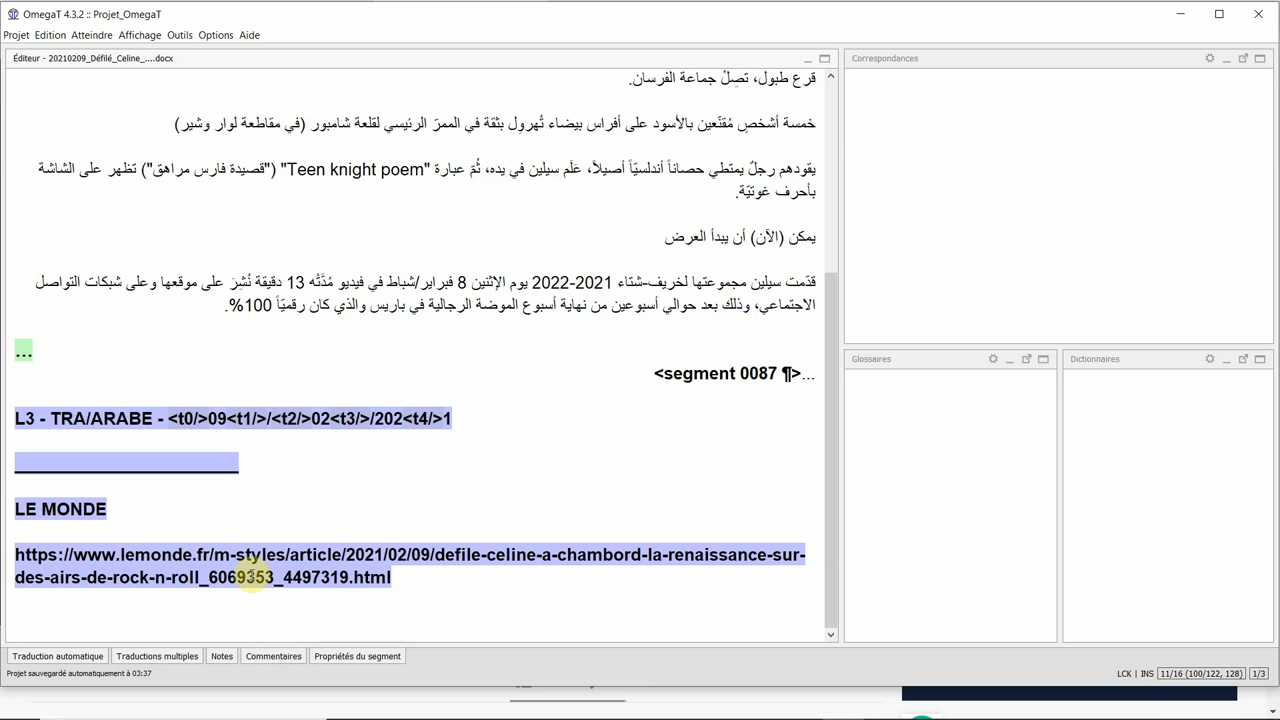 OmegaT 4.3.2 :: Projet_OmegaT
Projet Edition Atteindre Affichage Outils Options Aide
Éditeur - 20210209_Défilé_Celine_....docx
Correspondances
قرع طبول، تصِلُ جماعة الفرسان.
خمسة أشخصٍ مُقنّعين بالأسود على أفراس بيضاء تُهروِل بثقة في الممرّ الرئيسي لقلعة شامبور (في مقاطعة لوار وشير)
يقودهم رجلٌ يمتطي حصاناً أندلسيّاً أصيلاً، عَلَم سيلين في يده، ثُمّ عبارة "Teen knight poem" ("قصيدة فارس مراهق") تظهر على الشاشة
بأحرف غوتيّة.
يمكن (الآن) أن يبدأ العرض
قدّمت سيلين مجموعتها لخريف-شتاء 2021-2022 يوم الإثنين 8 فبراير/شباط في فيديو مُدَّتُه 13 دقيقة نُشِرَ على موقعها وعلى شبكات التواصل
الاجتماعي، وذلك بعد حوالي أسبوعين من نهاية أسبوع الموضة الرجالية في باريس والذي كان رقميّاً 100%.
...
<segment 0087 ¶>...
L3 - TRA/ARABE - <t0/>09<t1/>/<t2/>02<t3/>/202<t4/>1
LE MONDE
https://www.lemonde.fr/m-styles/article/2021/02/09/defile-celine-a-chambord-la-renaissance-sur-
des-airs-de-rock-n-roll_6069353_4497319.html
Glossaires
Dictionnaires
Traduction automatique Traductions multiples Notes Commentaires Propriétés du segment
Projet sauvegardé automatiquement à 03:37
LCK | INS 11/16 (100/122, 128) 1/3